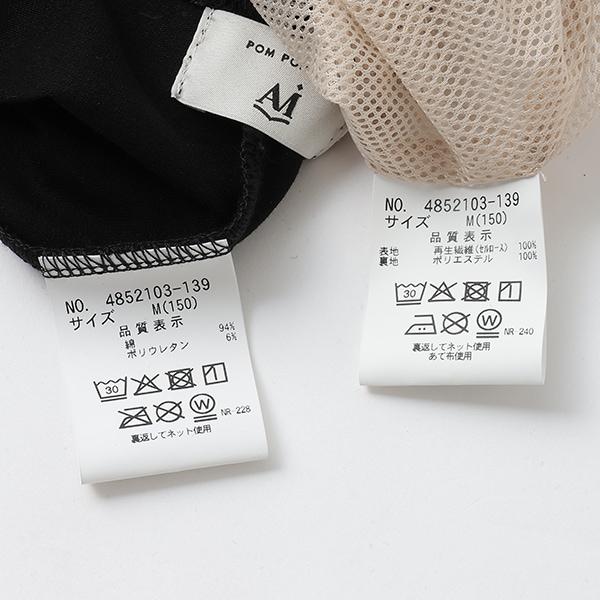 POM PO
AMI
NO. 4852103-139
サイズ M(150)
品質表示
綿 94%
ポリウレタン 6%
30
W
NR-228
裏返してネット使用
NO. 4852103-139
サイズ M(150)
品質表示
表地 再生繊維(セルロース) 100%
裏地 ポリエステル 100%
30
W
NR-240
裏返してネット使用
あて布使用